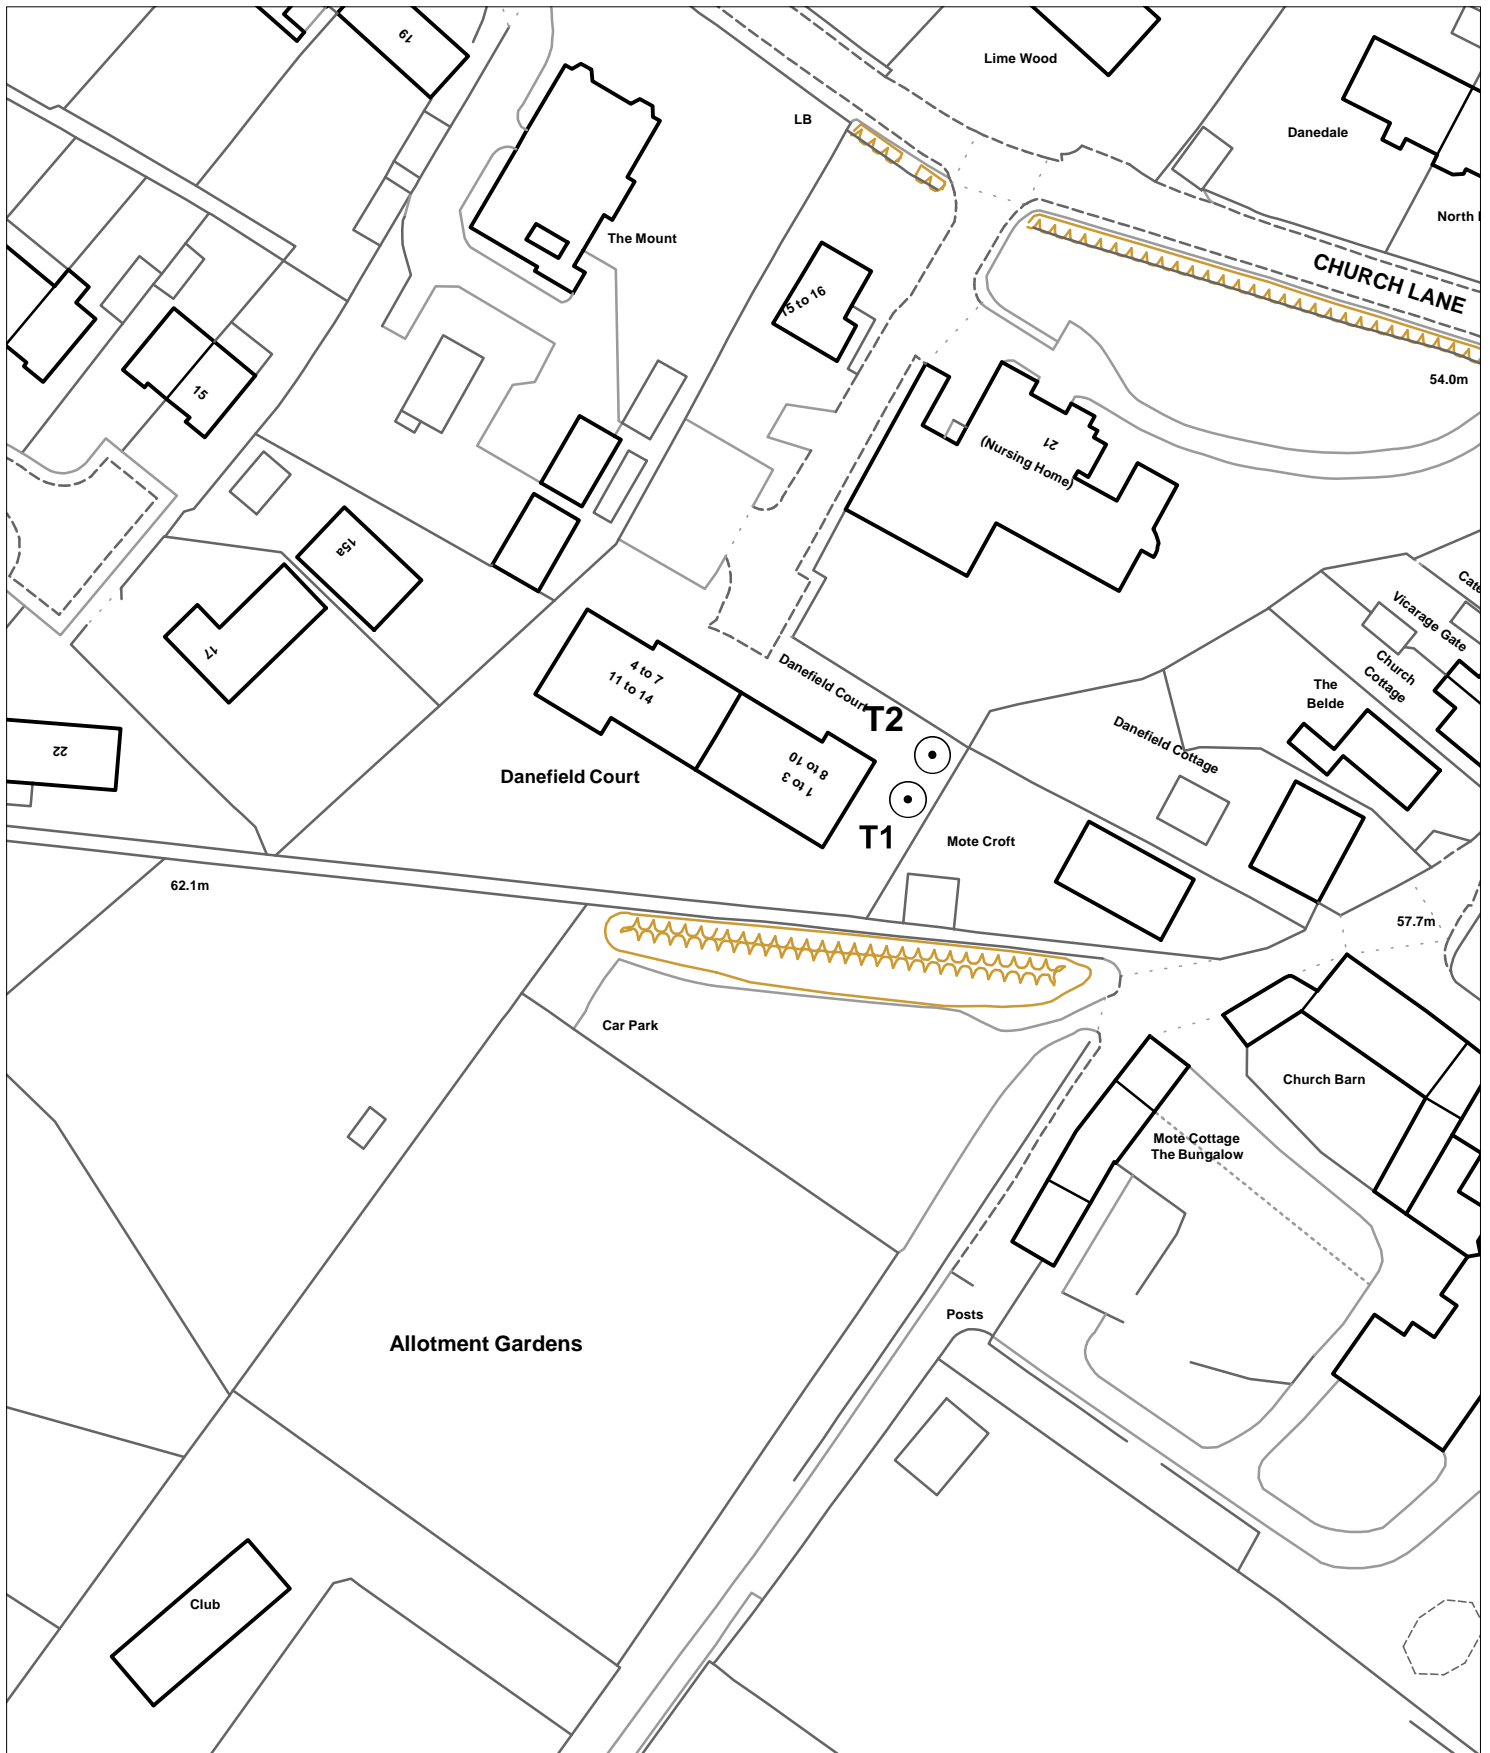 19
Lime Wood
LB
Danedale
North
The Mount
CHURCH LANE
15 to 16
54.0m
15
21
(Nursing Home)
15a
17
Vicarage Gate
Church
Cottage
The
Belde
4 to 7
11 to 14
Danefield Court
T2
Danefield Cottage
22
Danefield Court
8 to 10
1 to 3
T1
Mote Croft
62.1m
57.7m
Car Park
Church Barn
Mote Cottage
The Bungalow
Posts
Allotment Gardens
Club